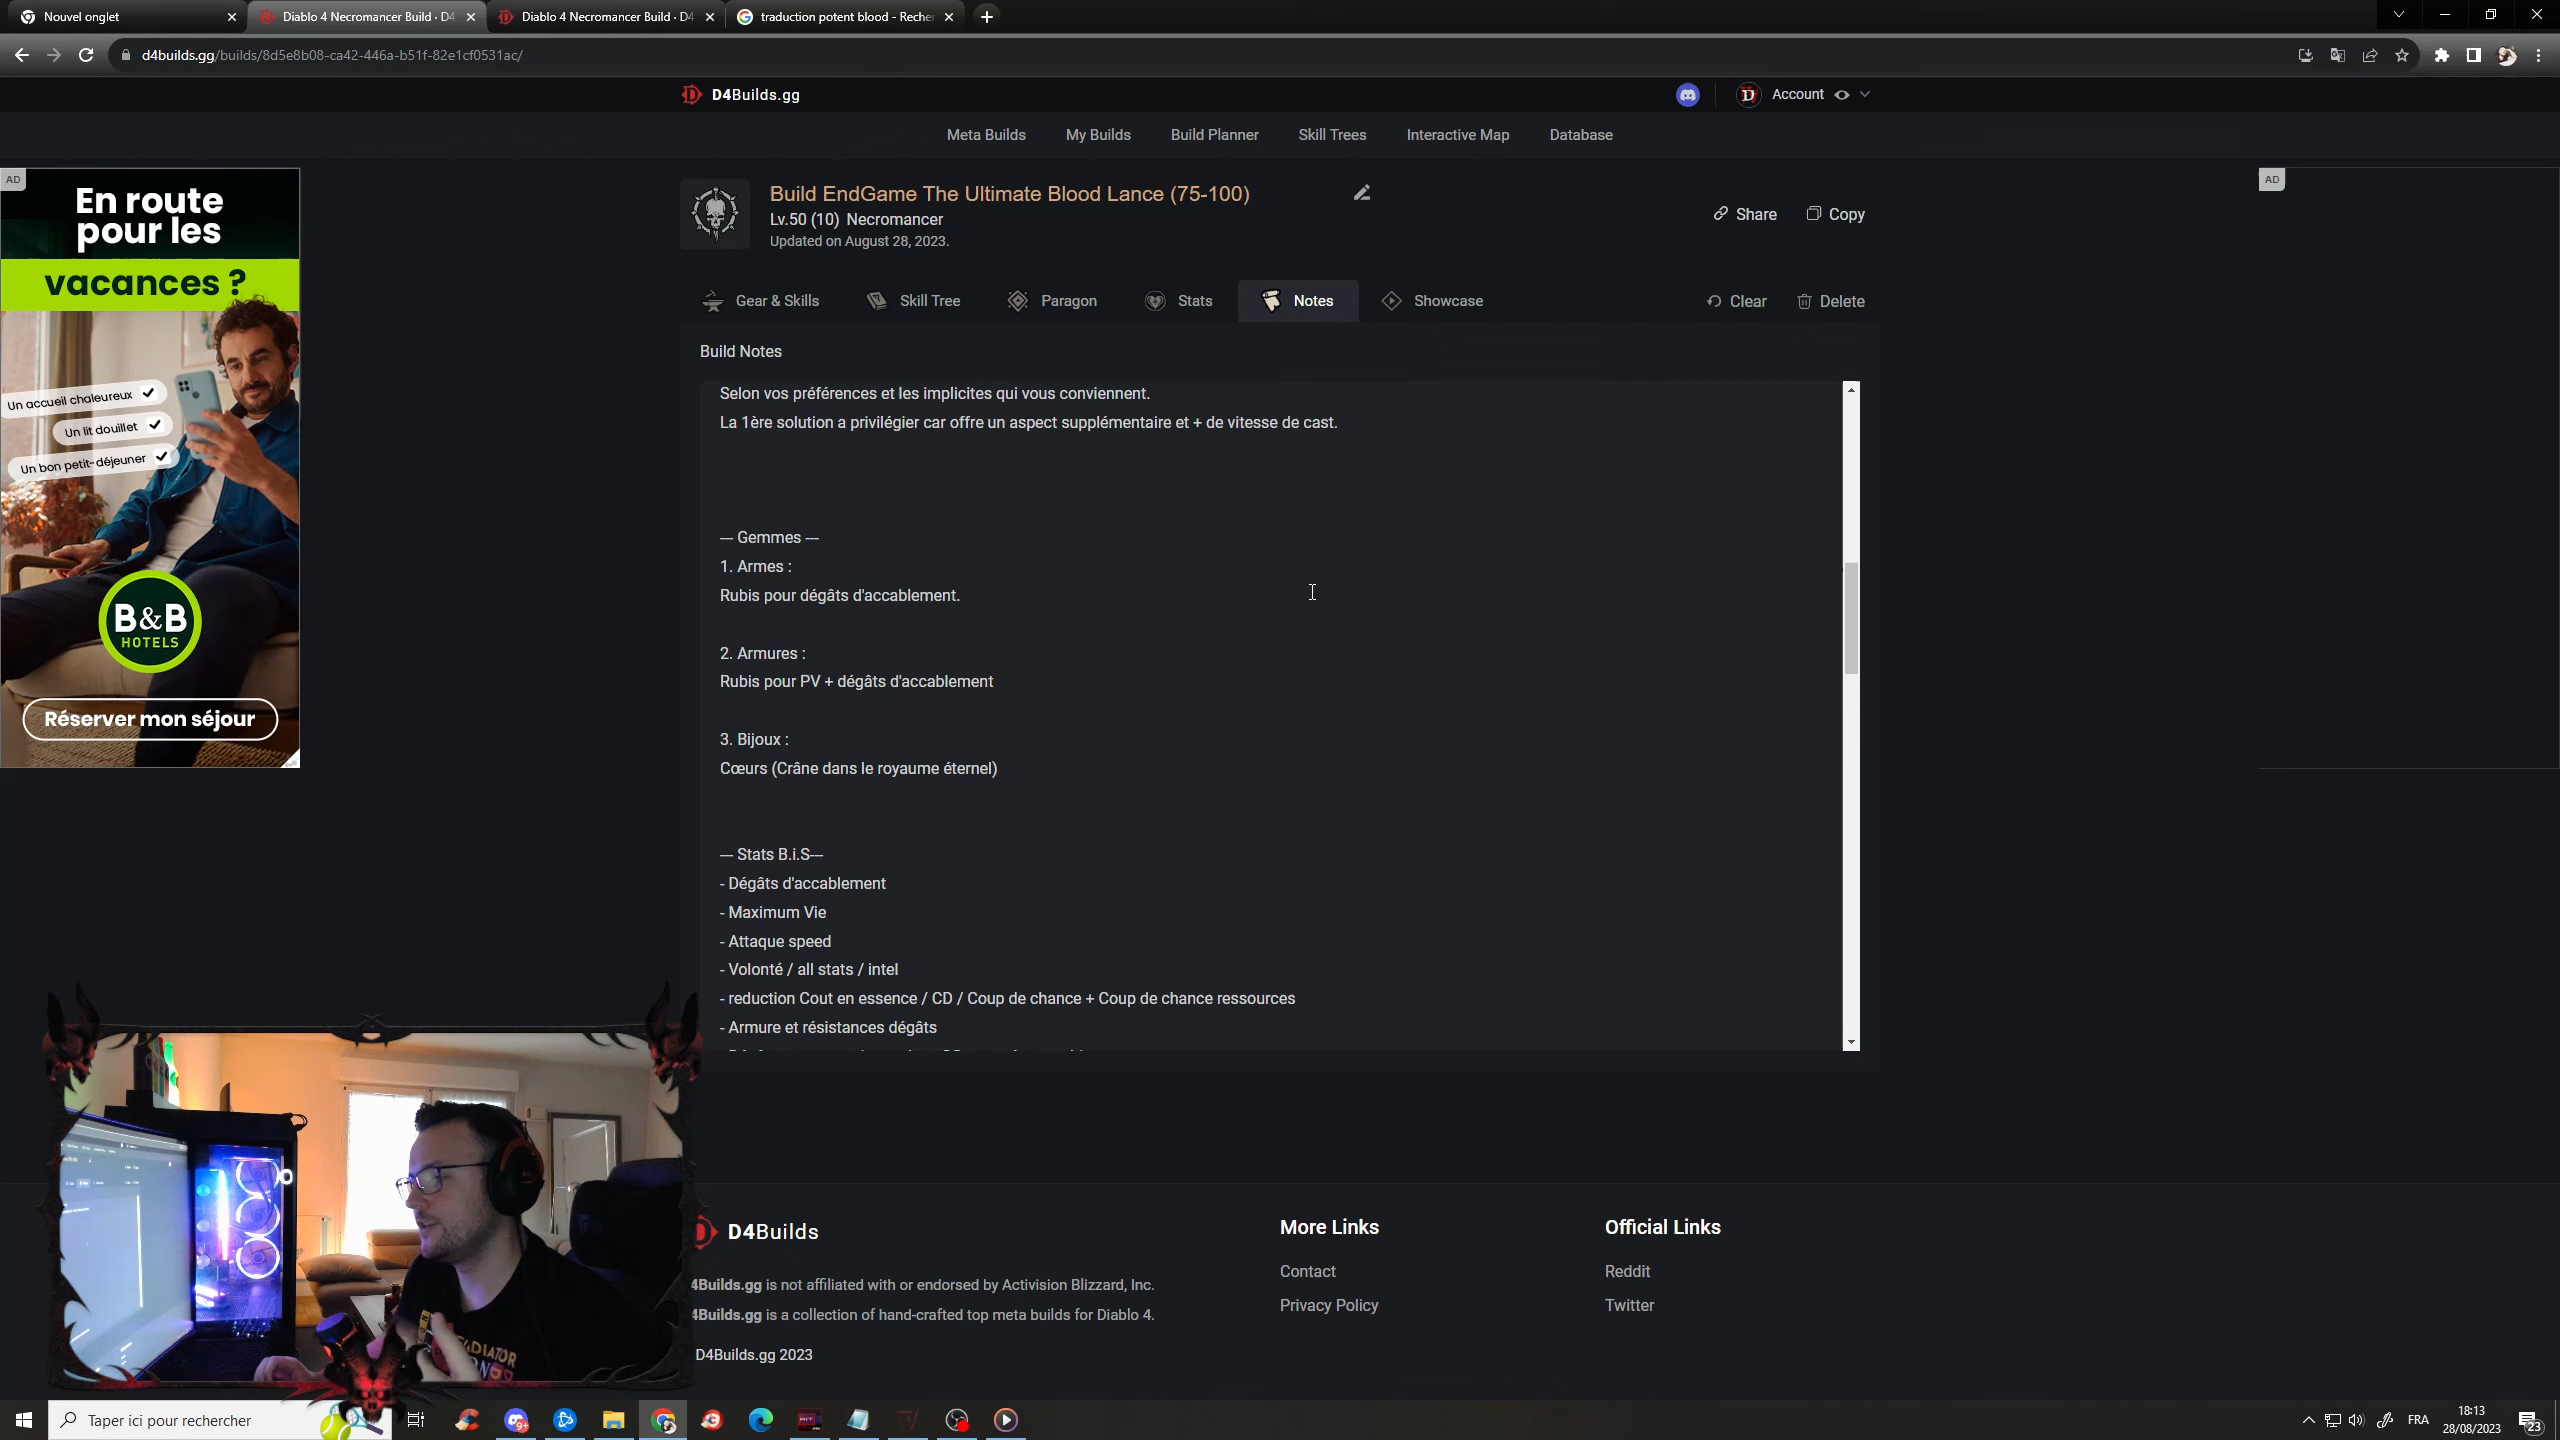 Nouvel onglet
Diablo 4 Necromancer Build · D4
Diablo 4 Necromancer Build · D4
traduction potent blood - Recher
d4builds.gg/builds/8d5e8b08-ca42-446a-b51f-82e1cf0531ac/
D4Builds.gg
Account
Meta Builds
My Builds
Build Planner
Skill Trees
Interactive Map
Database
AD
En route
pour les
vacances ?
Un accueil chaleureux
Un lit douillet
Un bon petit-déjeuner
B&B
HOTELS
Réserver mon séjour
AD
Build EndGame The Ultimate Blood Lance (75-100)
Lv.50 (10) Necromancer
Updated on August 28, 2023.
Share
Copy
Gear & Skills
Skill Tree
Paragon
Stats
Notes
Showcase
Clear
Delete
Build Notes
Selon vos préférences et les implicites qui vous conviennent.
La 1ère solution a privilégier car offre un aspect supplémentaire et + de vitesse de cast.
--- Gemmes ---
1. Armes :
Rubis pour dégâts d'accablement.
2. Armures :
Rubis pour PV + dégâts d'accablement
3. Bijoux :
Cœurs (Crâne dans le royaume éternel)
--- Stats B.i.S---
- Dégâts d'accablement
- Maximum Vie
- Attaque speed
- Volonté / all stats / intel
- reduction Cout en essence / CD / Coup de chance + Coup de chance ressources
- Armure et résistances dégâts
D4Builds
4Builds.gg is not affiliated with or endorsed by Activision Blizzard, Inc.
4Builds.gg is a collection of hand-crafted top meta builds for Diablo 4.
D4Builds.gg 2023
More Links
Contact
Privacy Policy
Official Links
Reddit
Twitter
Taper ici pour rechercher
FRA
18:13
28/08/2023
23